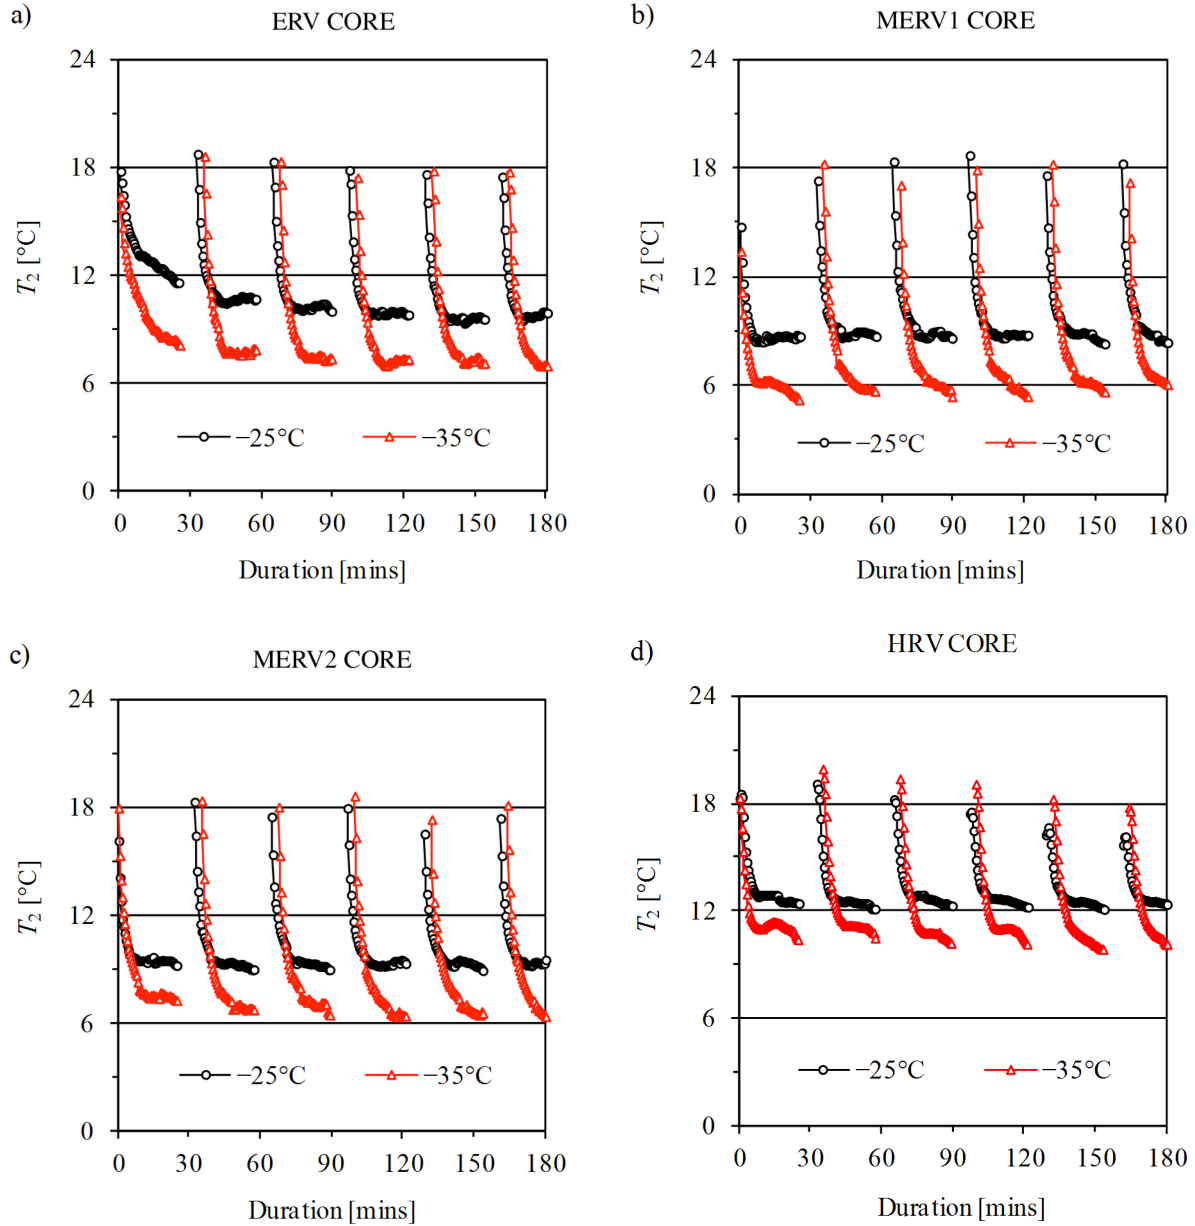 a)
ERV CORE
24
18
12
6
0
T2 [°C]
−25°C
−35°C
0 30 60 90 120 150 180
Duration [mins]
b)
MERV1 CORE
24
18
12
6
0
T2 [°C]
−25°C
−35°C
0 30 60 90 120 150 180
Duration [mins]
c)
MERV2 CORE
24
18
12
6
0
T2 [°C]
−25°C
−35°C
0 30 60 90 120 150 180
Duration [mins]
d)
HRV CORE
24
18
12
6
0
T2 [°C]
−25°C
−35°C
0 30 60 90 120 150 180
Duration [mins]